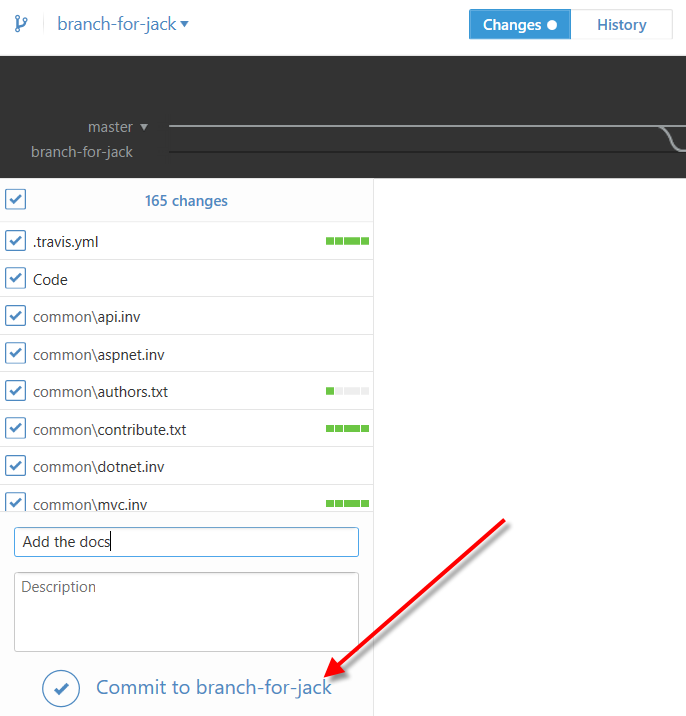 branch-for-jack
Changes
History
master
branch-for-jack
165 changes
.travis.yml
Code
common\api.inv
common\aspnet.inv
common\authors.txt
common\contribute.txt
common\dotnet.inv
common\mvc.inv
Add the docs
Description
Commit to branch-for-jack